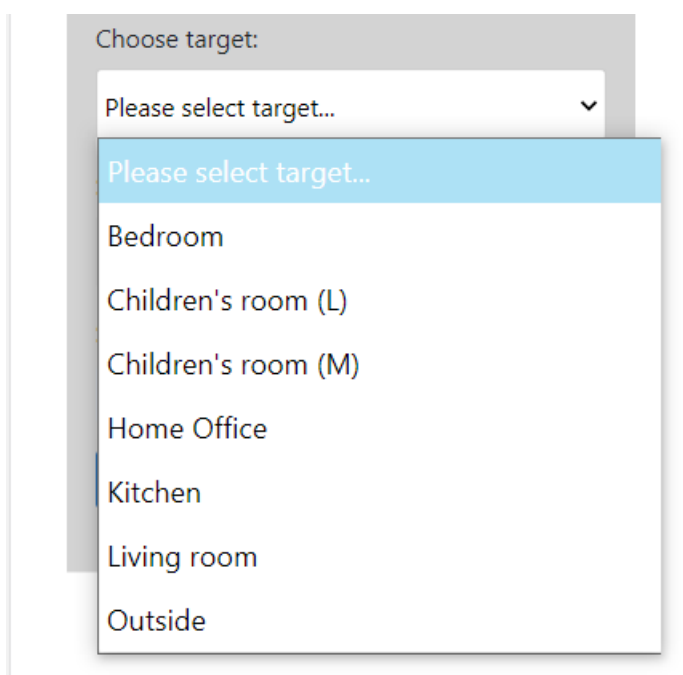 Choose target:
Please select target...
Please select target...
Bedroom
Children's room (L)
Children's room (M)
Home Office
Kitchen
Living room
Outside